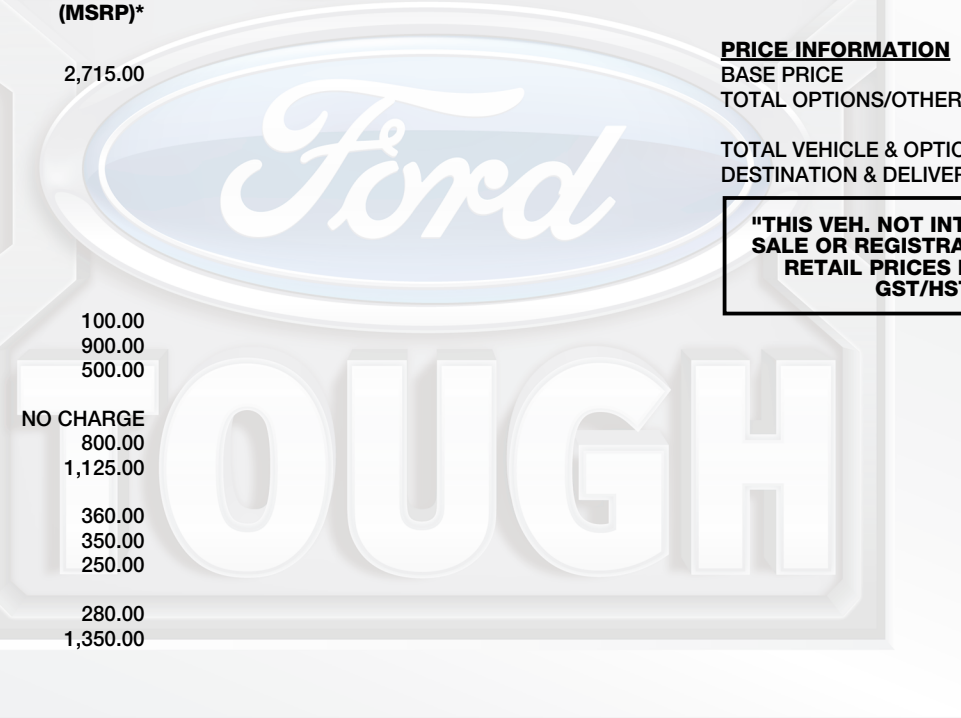 (MSRP)*
2,715.00
100.00
900.00
500.00
NO CHARGE
800.00
1,125.00
360.00
350.00
250.00
280.00
1,350.00
PRICE INFORMATION
BASE PRICE
TOTAL OPTIONS/OTHER
TOTAL VEHICLE & OPTIO
DESTINATION & DELIVER
"THIS VEH. NOT INT
SALE OR REGISTRA
RETAIL PRICES
GST/HST
Ford
TOUGH